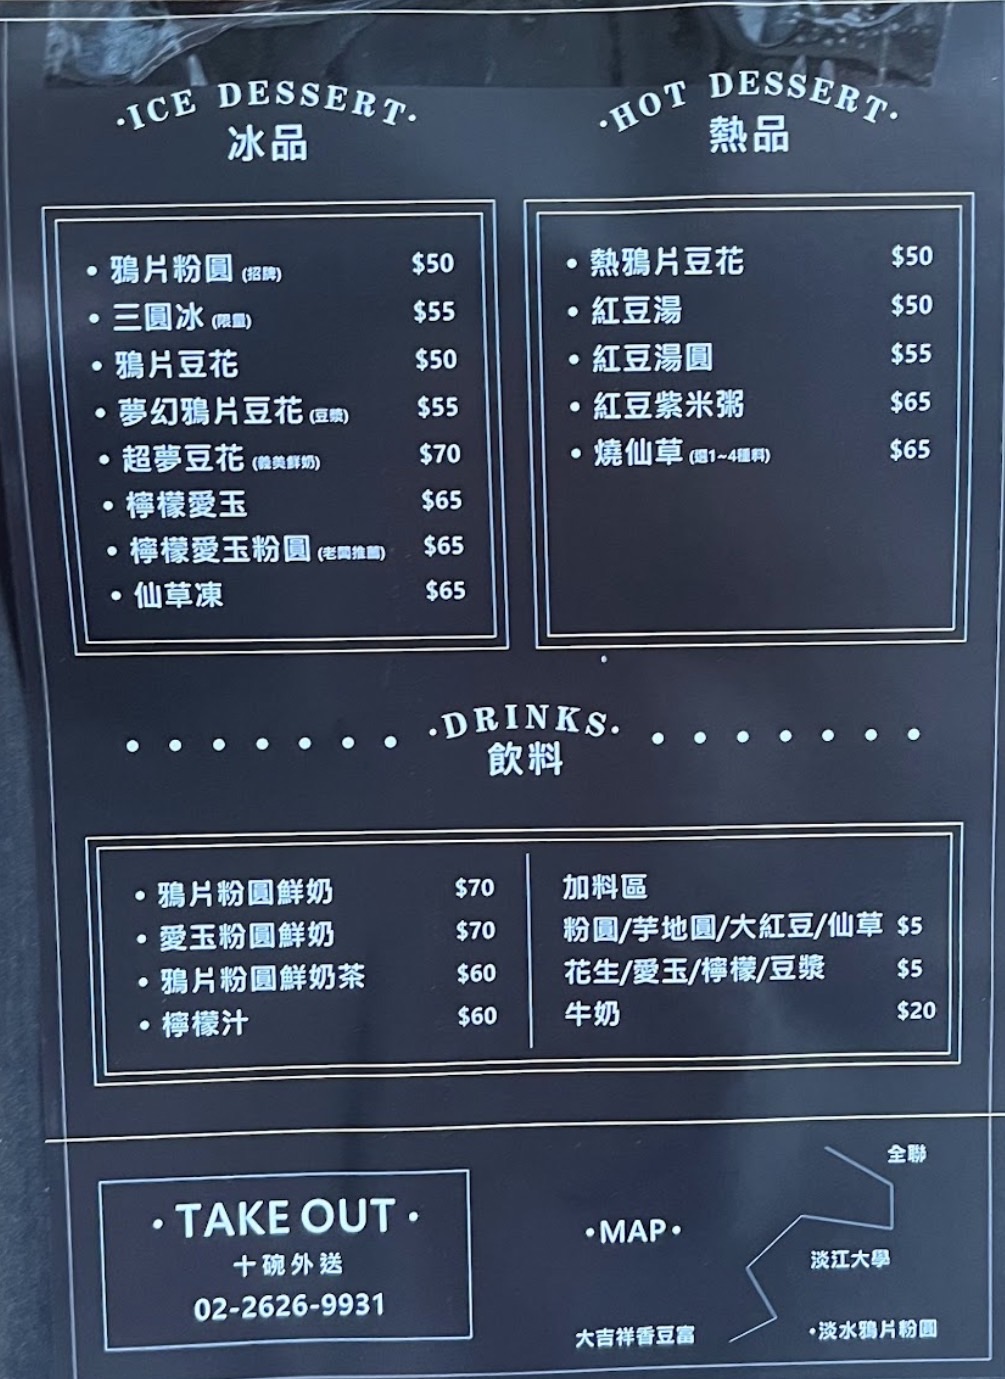 ·ICE DESSERT·
冰品
• 鴉片粉圓 (招牌) $50
• 三圓冰 (限量) $55
• 鴉片豆花 $50
• 夢幻鴉片豆花 (豆漿) $55
• 超夢豆花 (義美鮮奶) $70
• 檸檬愛玉 $65
• 檸檬愛玉粉圓 (老闆推薦) $65
• 仙草凍 $65
·HOT DESSERT·
熱品
• 熱鴉片豆花 $50
• 紅豆湯 $50
• 紅豆湯圓 $55
• 紅豆紫米粥 $65
• 燒仙草 (選1~4種料) $65
·DRINKS·
飲料
• 鴉片粉圓鮮奶 $70
• 愛玉粉圓鮮奶 $70
• 鴉片粉圓鮮奶茶 $60
• 檸檬汁 $60
加料區
粉圓/芋地圓/大紅豆/仙草 $5
花生/愛玉/檸檬/豆漿 $5
牛奶 $20
·TAKE OUT·
十碗外送
02-2626-9931
·MAP·
全聯
淡江大學
大吉祥香豆富
•淡水鴉片粉圓